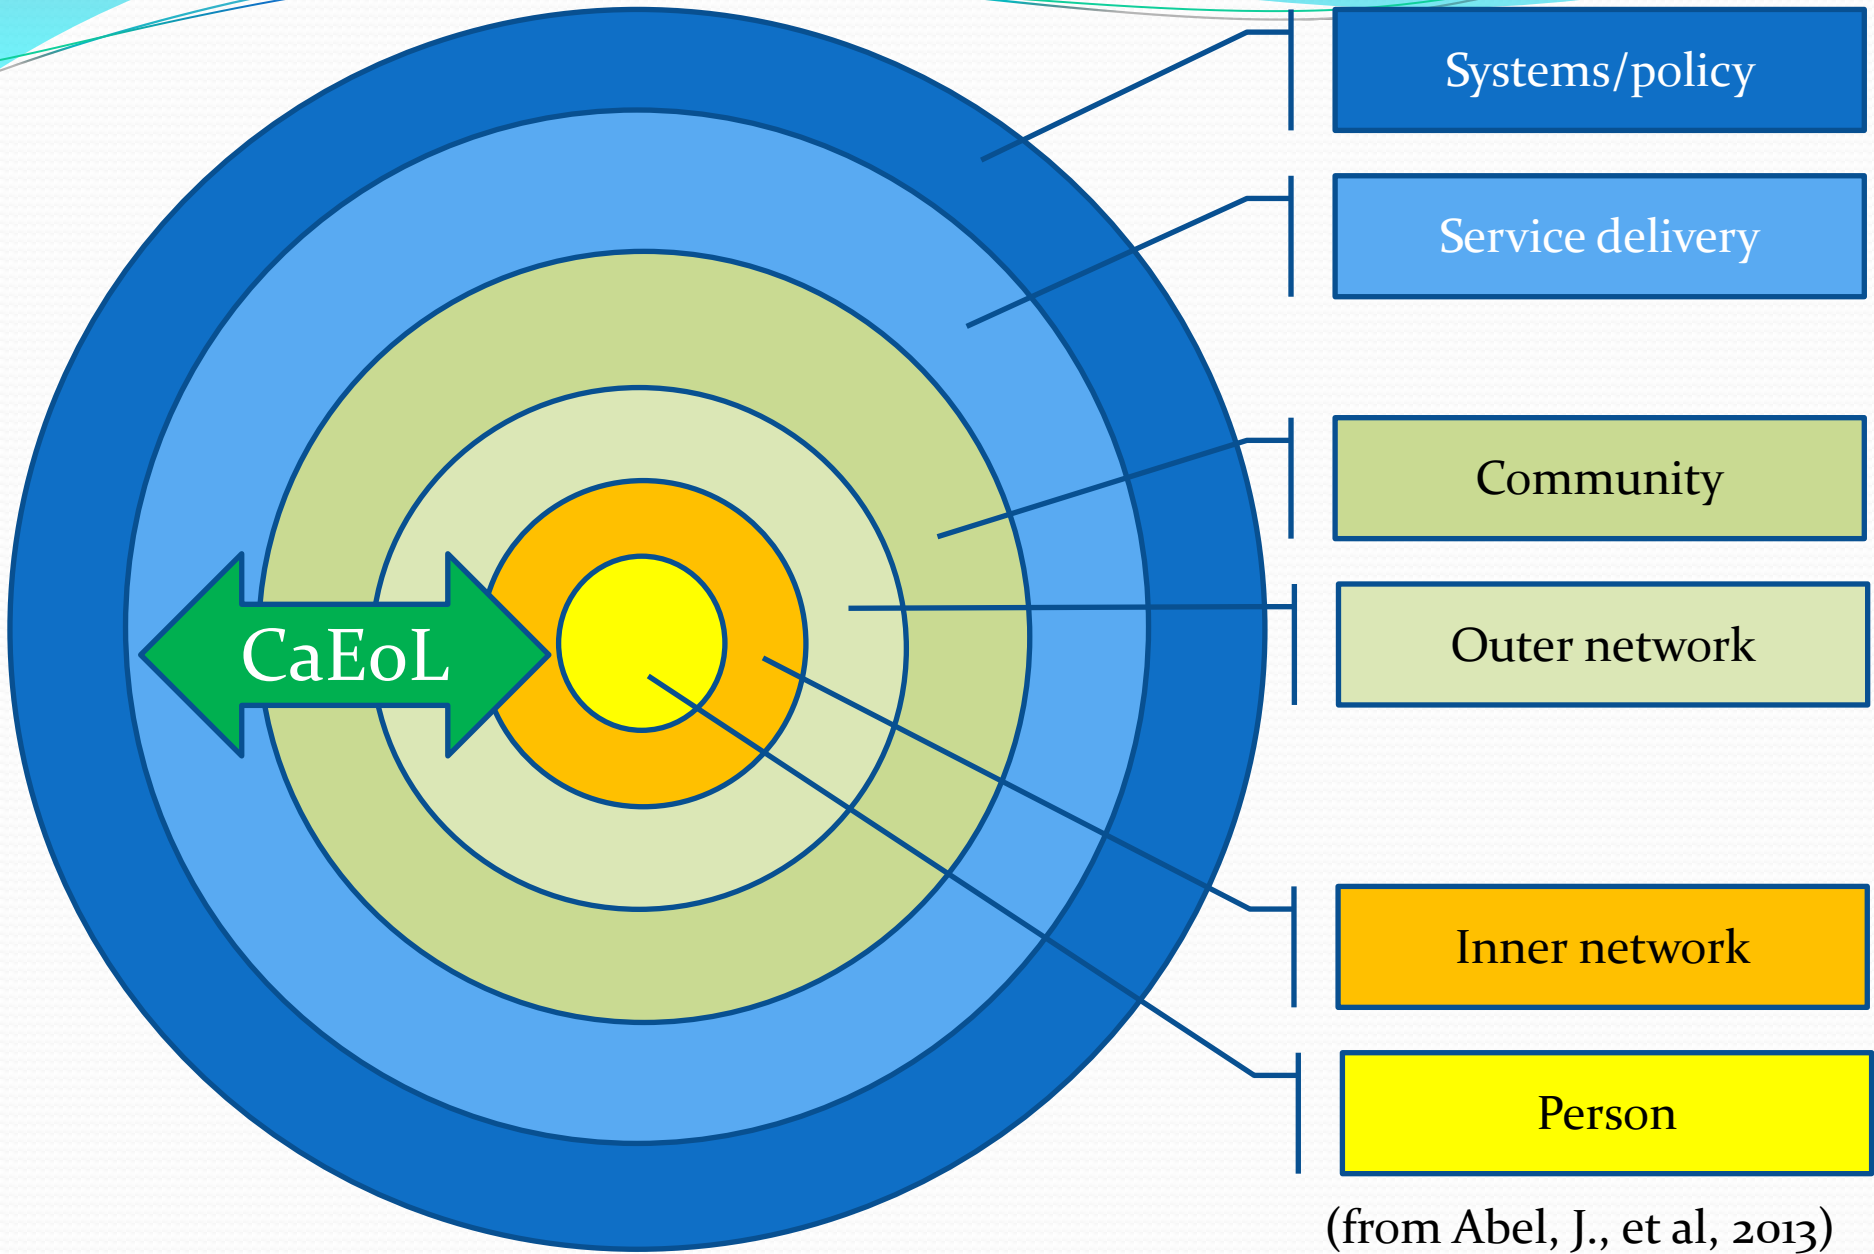 Systems/policy
Service delivery
Community
CaEoL
Outer network
Inner network
Person
(from Abel, J., et al, 2013)